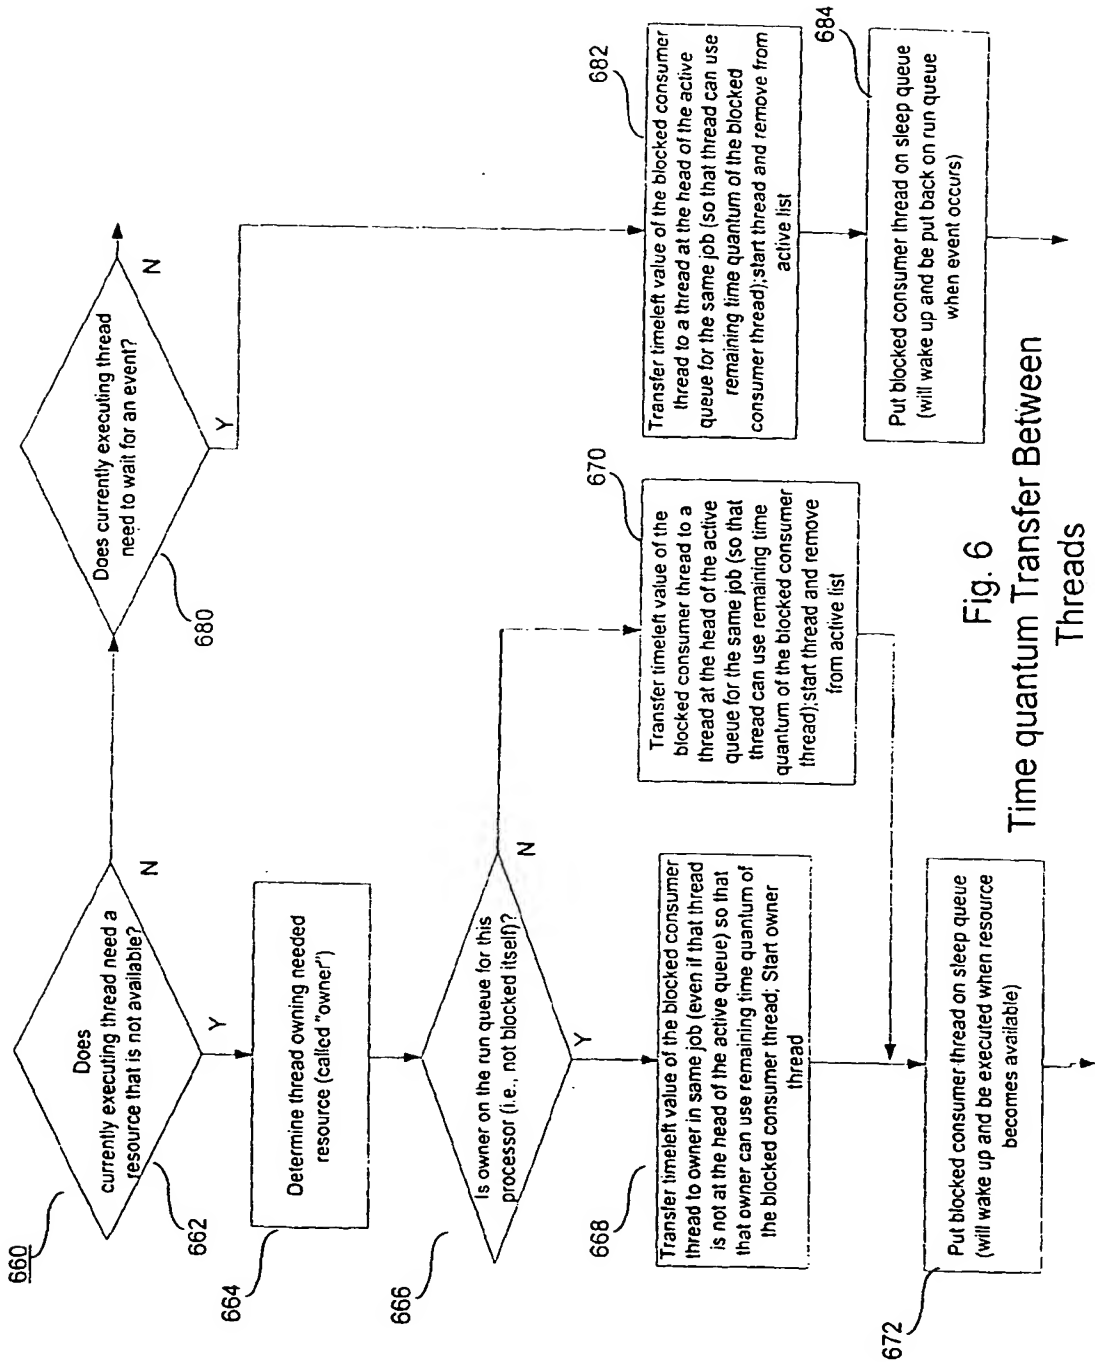 660
Does
currently executing thread need a
resource that is not available?
662
N
Y
Does currently executing thread
need to wait for an event?
680
N
Y
664
Determine thread owning needed
resource (called "owner")
666
Is owner on the run queue for this
processor (i.e., not blocked itself)?
N
Y
668
Transfer timeleft value of the blocked consumer
thread to owner in same job (even if that thread
is not at the head of the active queue) so that
that owner can use remaining time quantum of
the blocked consumer thread; Start owner
thread
670
Transfer timeleft value of the
blocked consumer thread to a
thread at the head of the active
queue for the same job (so that
thread can use remaining time
quantum of the blocked consumer
thread);start thread and remove
from active list
682
Transfer timeleft value of the blocked consumer
thread to a thread at the head of the active
queue for the same job (so that thread can use
remaining time quantum of the blocked
consumer thread);start thread and remove from
active list
672
Put blocked consumer thread on sleep queue
(will wake up and be executed when resource
becomes available)
684
Put blocked consumer thread on sleep queue
(will wake up and be put back on run queue
when event occurs)
Fig. 6
Time quantum Transfer Between
Threads